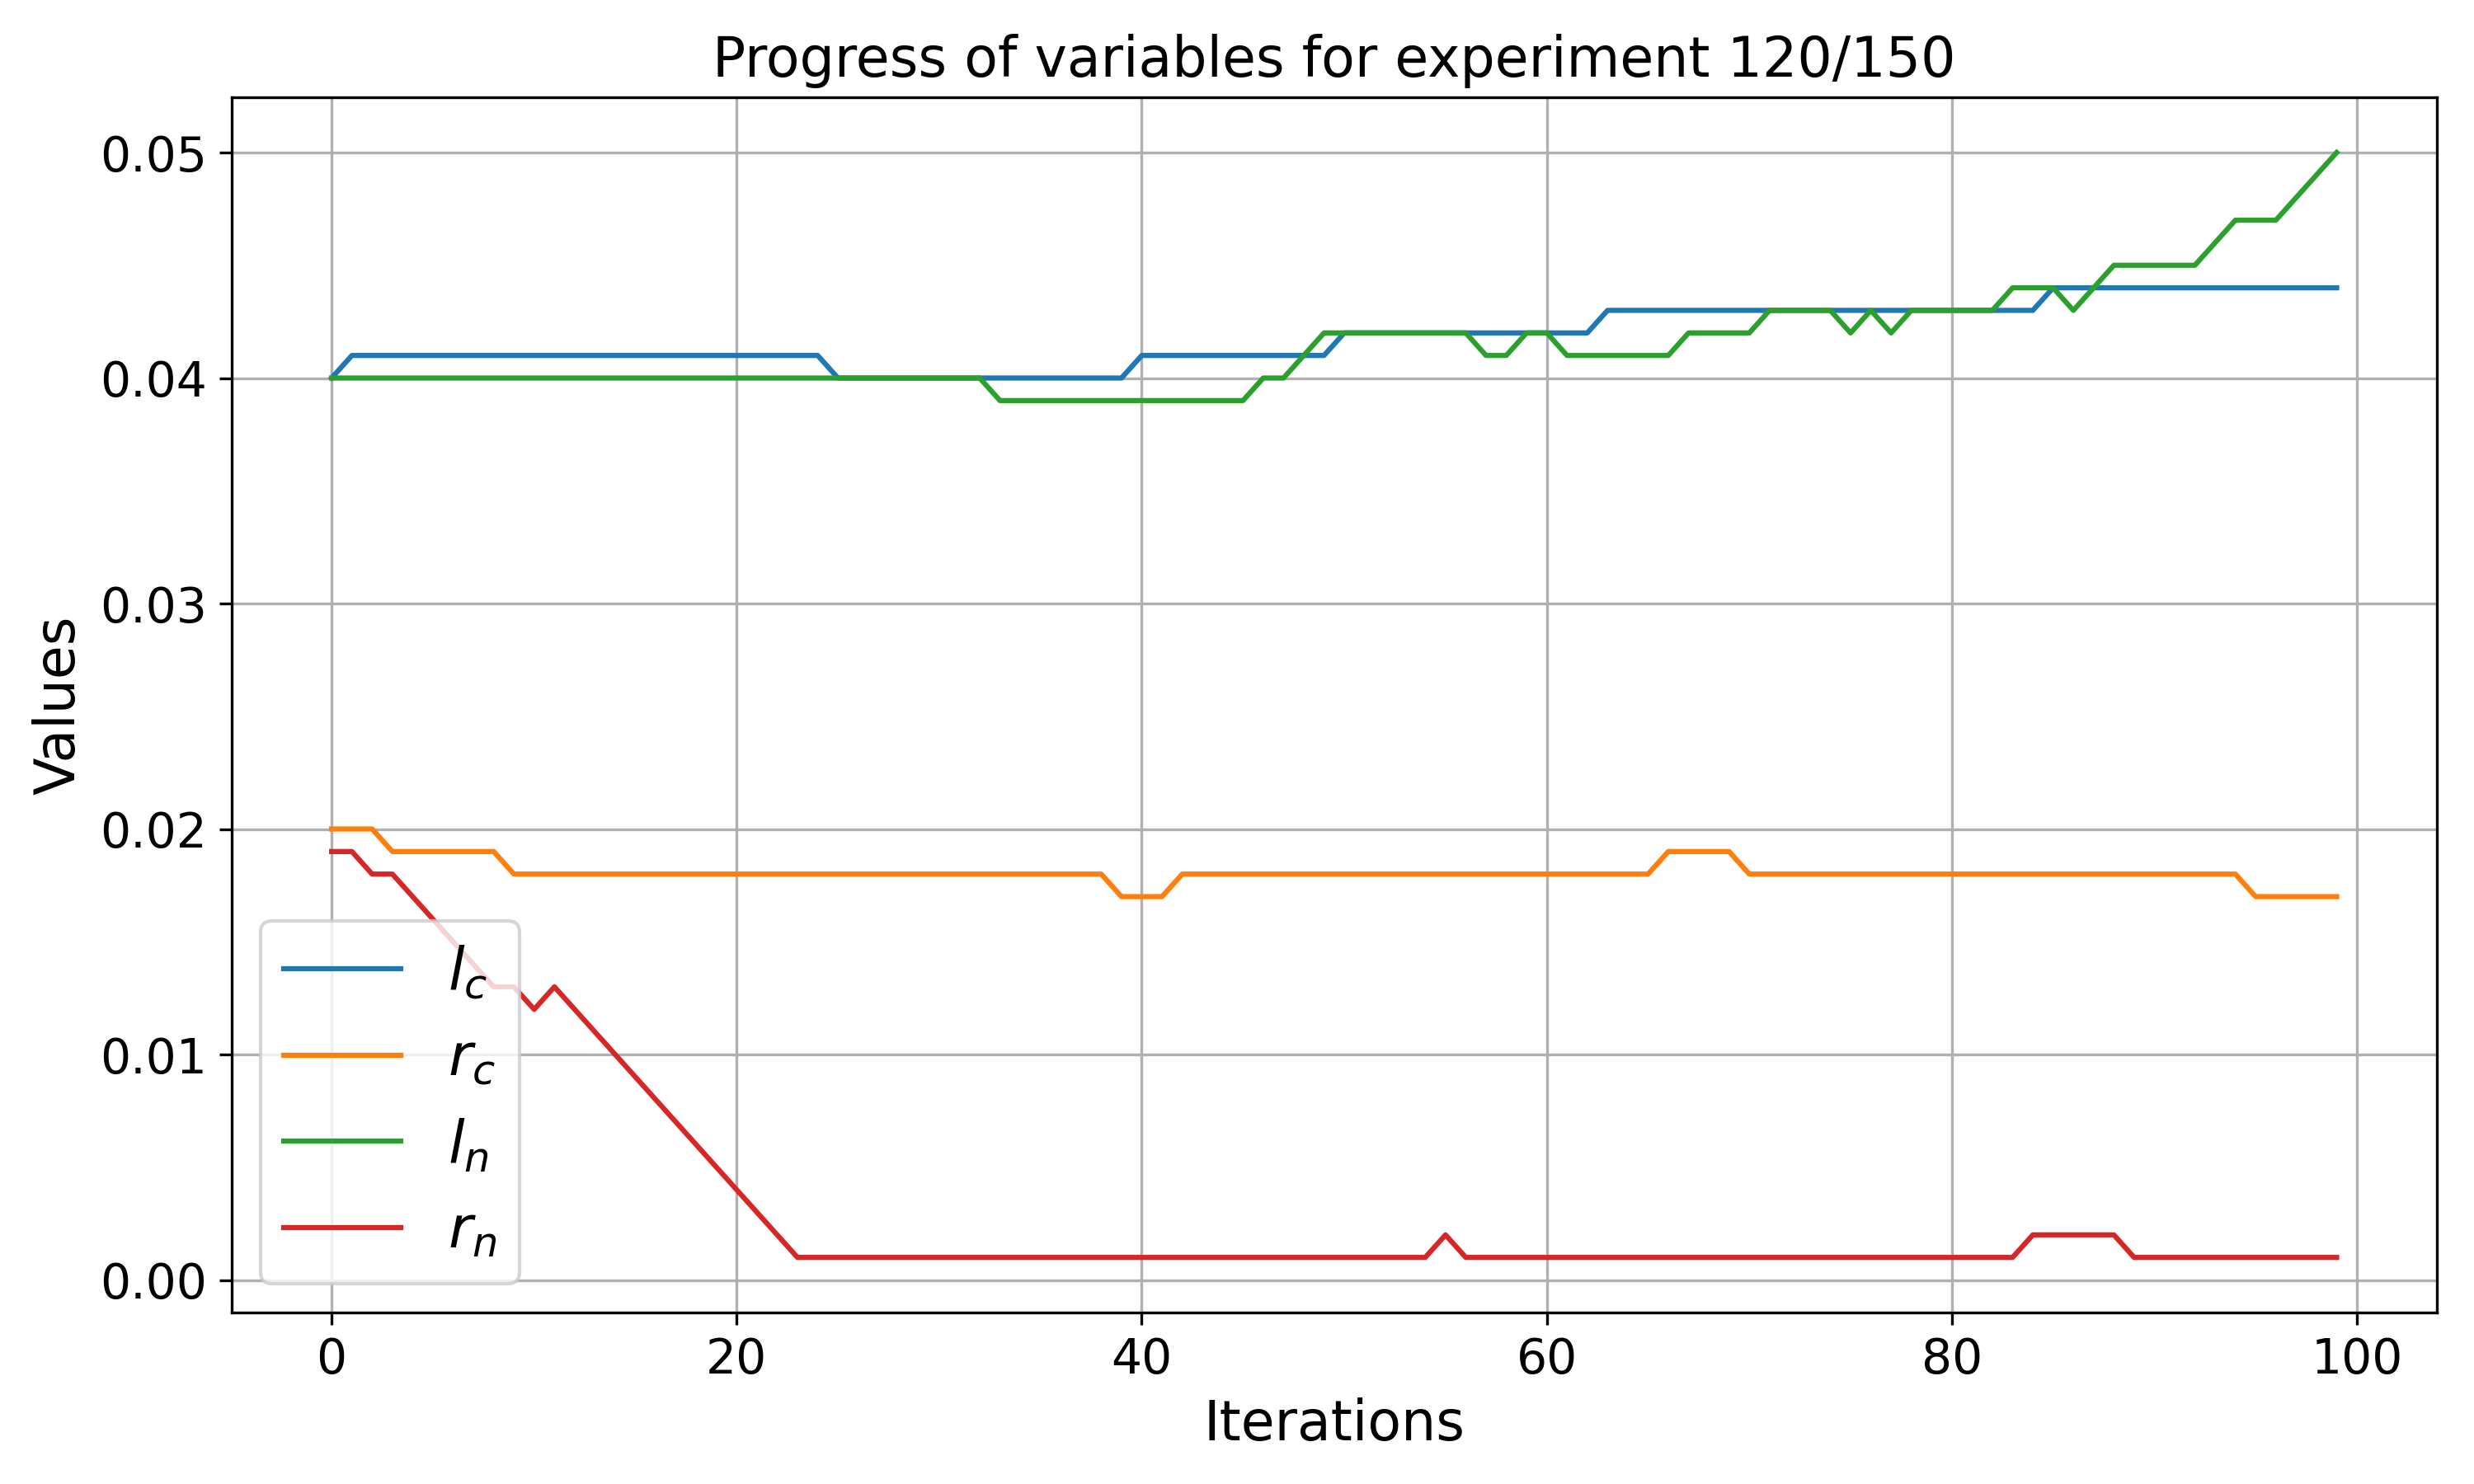 Progress of variables for experiment 120/150
Values
0.05
0.04
0.03
0.02
0.01
0.00
l_c
r_c
l_n
r_n
0 20 40 60 80 100
Iterations